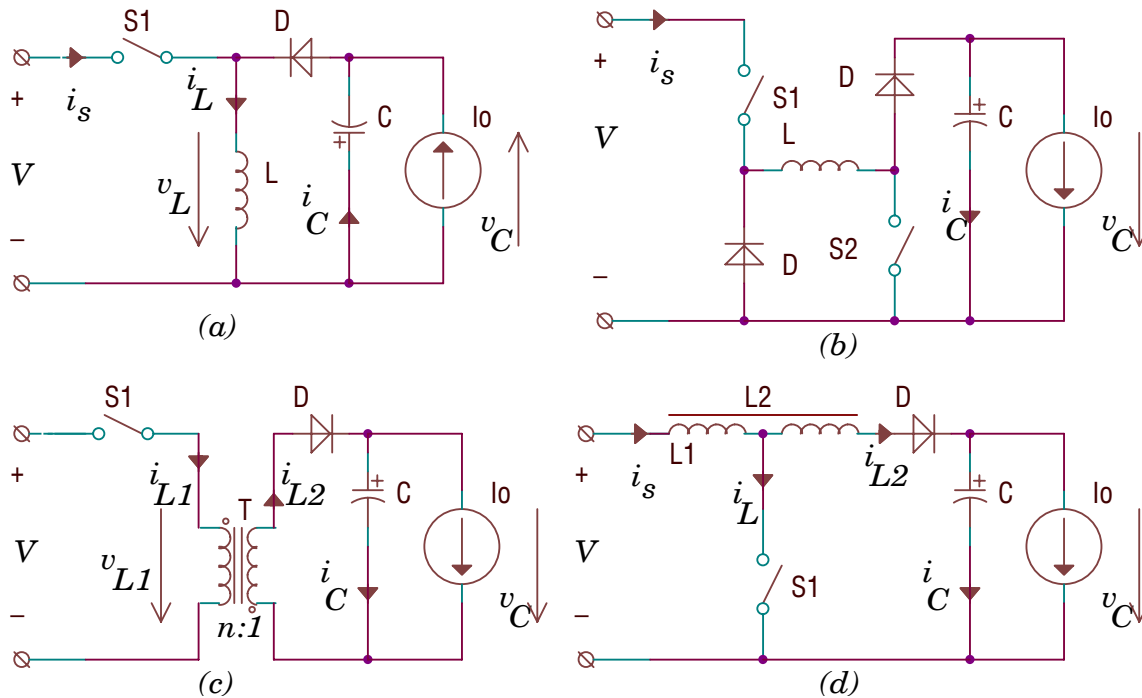 S1
D
+
i_s
i_L
C
+
Io
V
v_L
L
i_C
v_C
–
(a)
+
i_s
S1
D
+
C
Io
V
L
i_C
v_C
S2
D
–
(b)
S1
D
+
i_L1
i_L2
+
C
Io
T
V
v_L1
i_C
v_C
–
n:1
(c)
L2
D
+
i_s
L1
i_L2
+
C
Io
i_L
V
S1
i_C
v_C
–
(d)